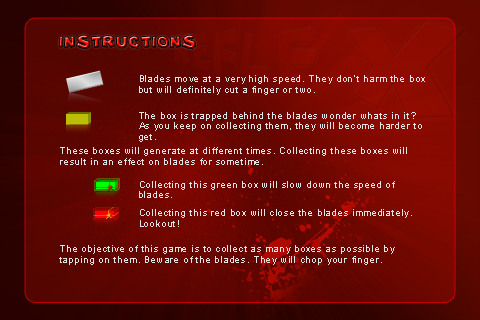 INSTRUCTIONS
Blades move at a very high speed. They don't harm the box
but will definitely cut a finger or two.
The box is trapped behind the blades wonder whats in it?
As you keep on collecting them, they will become harder to
get.
These boxes will generate at different times. Collecting these boxes will
result in an effect on blades for sometime.
Collecting this green box will slow down the speed of
blades.
Collecting this red box will close the blades immediately.
Lookout!
The objective of this game is to collect as many boxes as possible by
tapping on them. Beware of the blades. They will chop your finger.